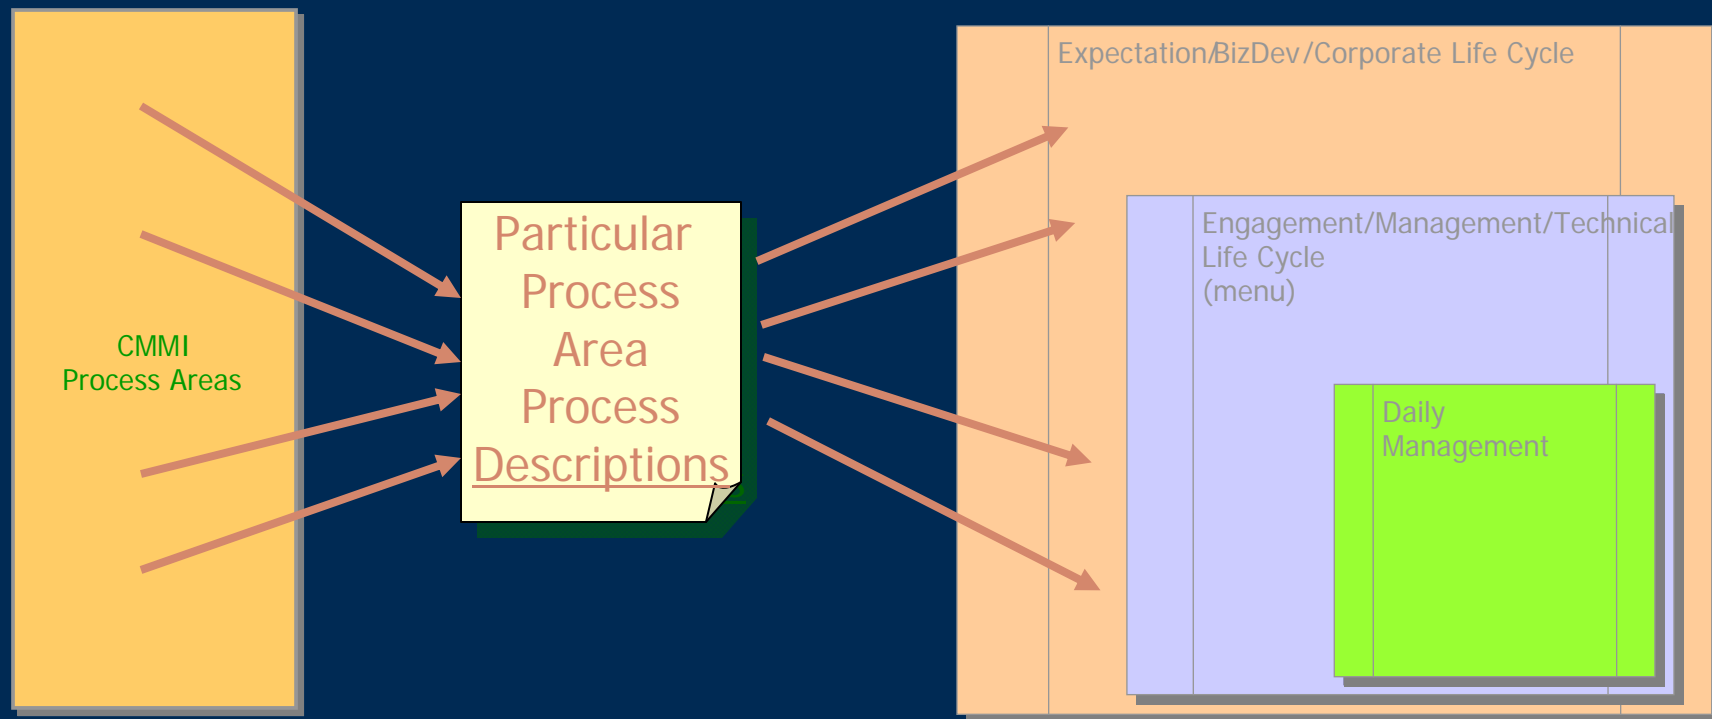 CMMI
Process Areas
Particular
Process
Area
Process
Descriptions
Expectation/BizDev/Corporate Life Cycle
Engagement/Management/Technical
Life Cycle
(menu)
Daily
Management